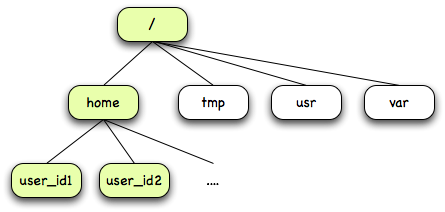 /
home
tmp
usr
var
user_id1
user_id2
....